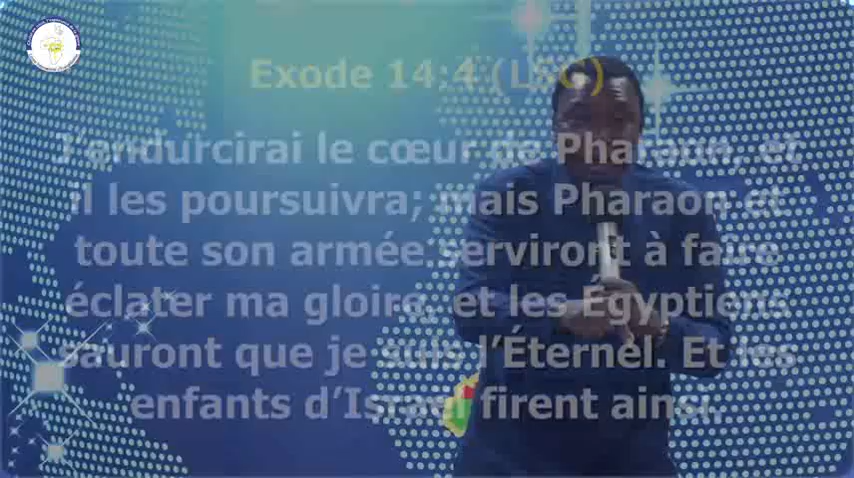 Exode 14:4 (LSG)
J'endurcirai le cœur de Pharaon, et
il les poursuivra; mais Pharaon et
toute son armée serviront à faire
éclater ma gloire, et les Égyptiens
sauront que je suis l'Éternel. Et les
enfants d'Israël firent ainsi.